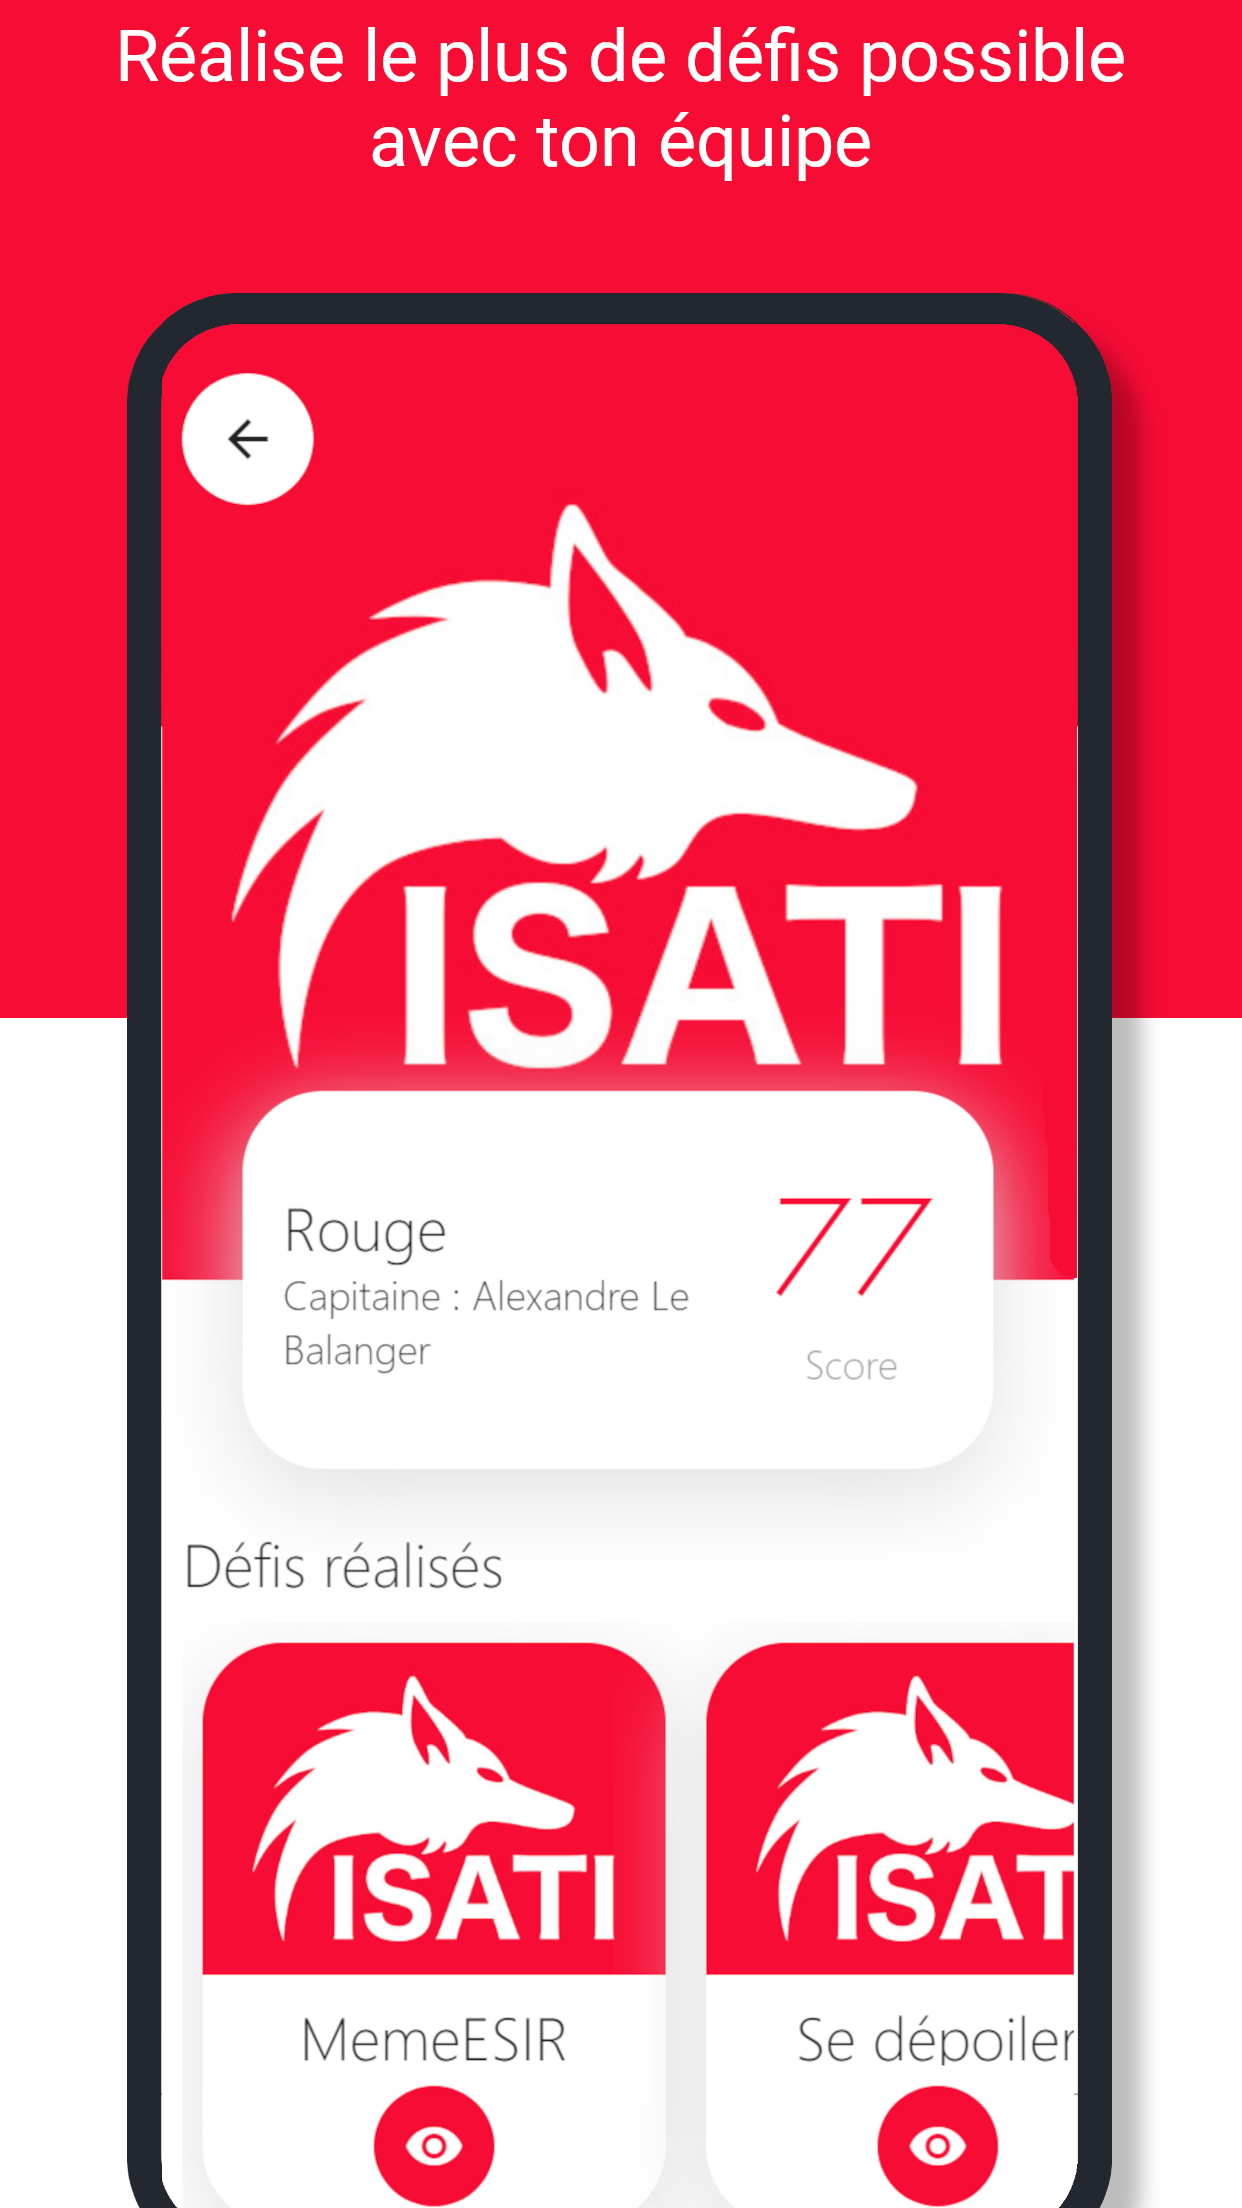 Réalise le plus de défis possible
avec ton équipe
ISATI
Rouge
Capitaine : Alexandre Le
Balanger
77
Score
Défis réalisés
ISATI
ISAT
MemeESIR
Se dépoiler